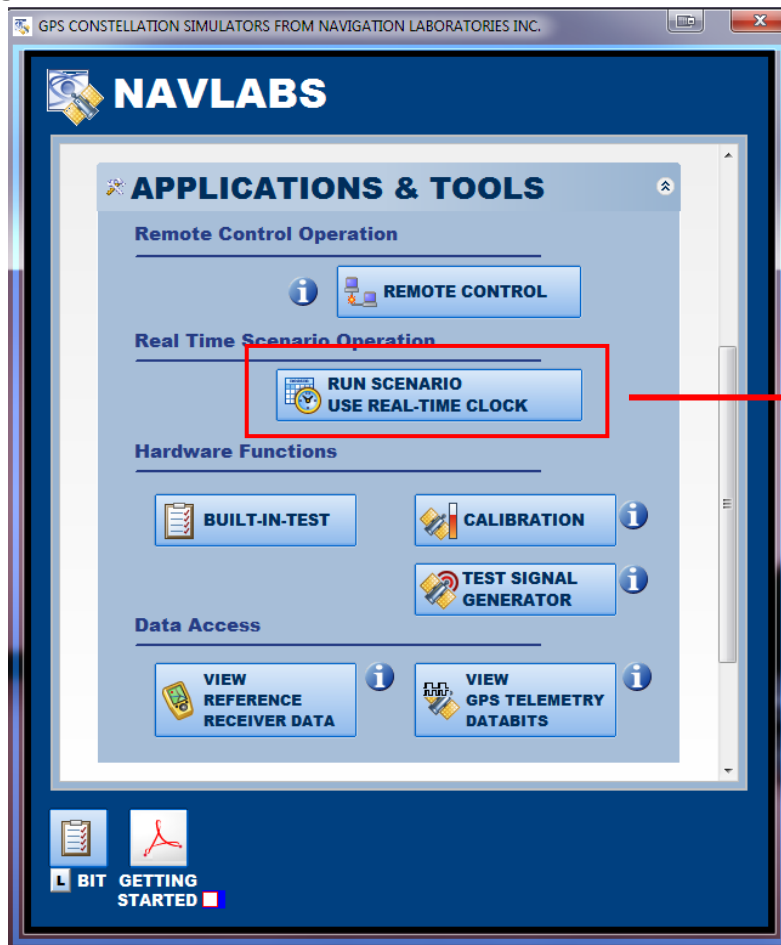 GPS CONSTELLATION SIMULATORS FROM NAVIGATION LABORATORIES INC.
NAVLABS
APPLICATIONS & TOOLS
Remote Control Operation
REMOTE CONTROL
Real Time Scenario Operation
RUN SCENARIO
USE REAL-TIME CLOCK
Hardware Functions
BUILT-IN-TEST
CALIBRATION
TEST SIGNAL
GENERATOR
Data Access
VIEW
REFERENCE
RECEIVER DATA
VIEW
GPS TELEMETRY
DATABITS
L BIT
GETTING
STARTED